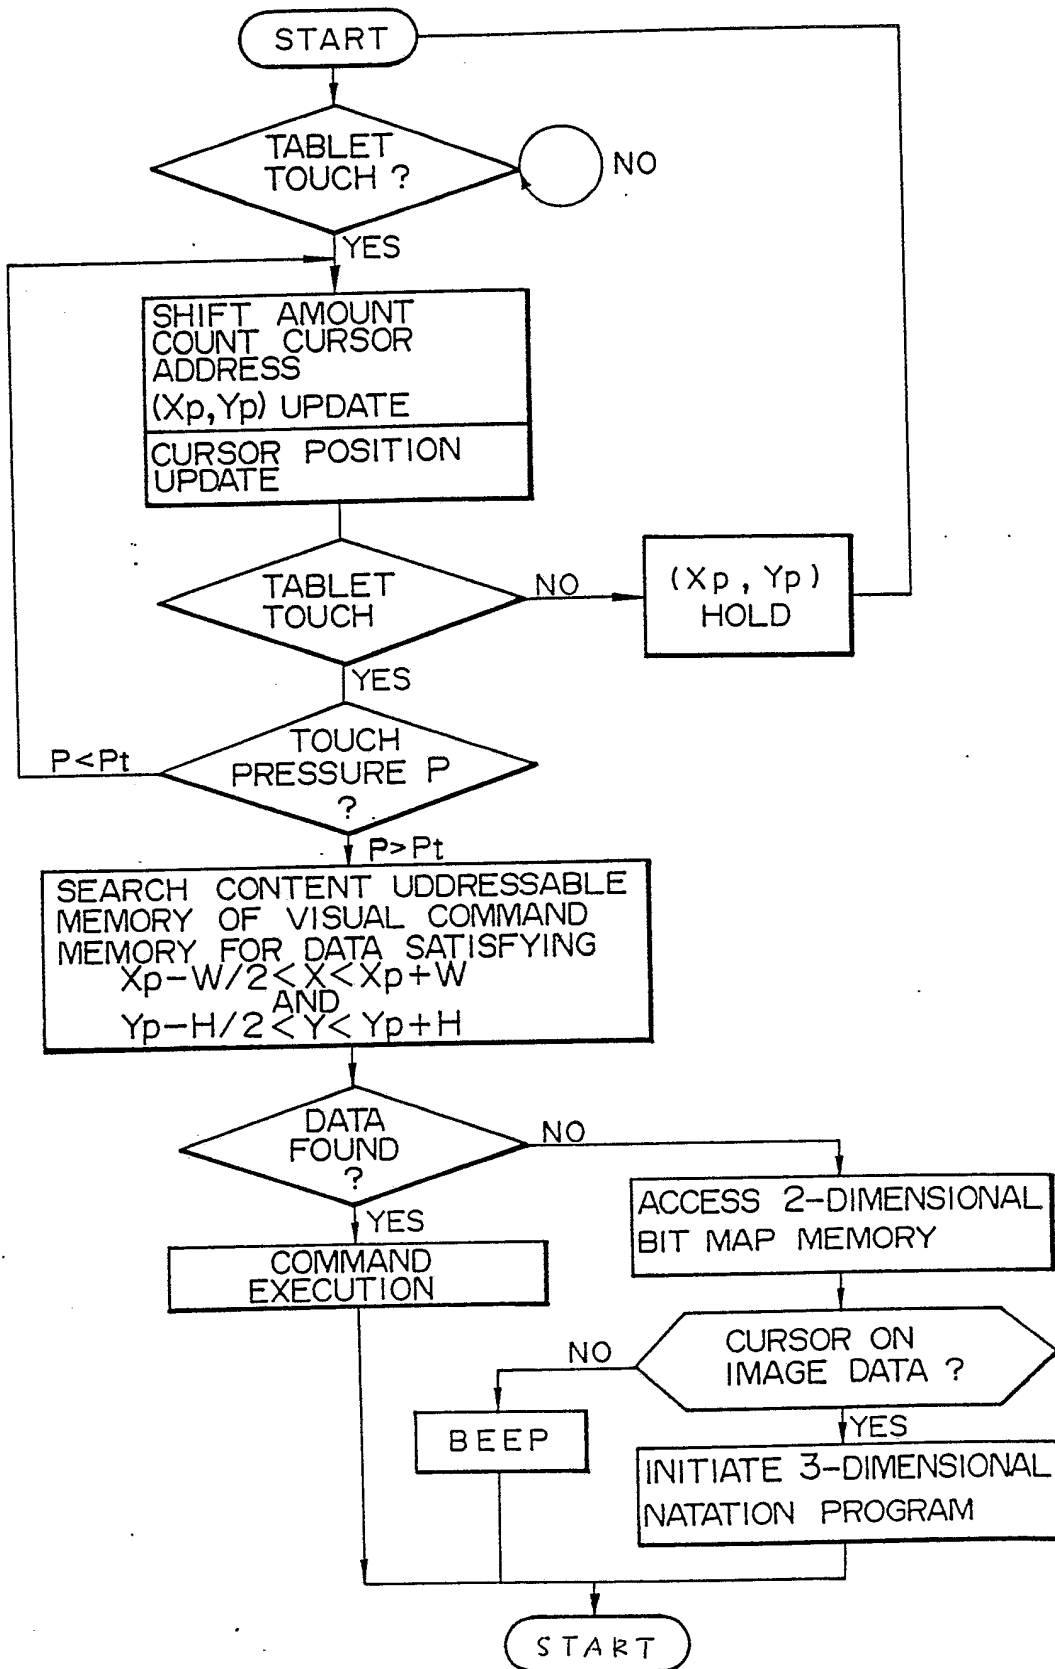 START
TABLET
TOUCH ?
NO
YES
SHIFT AMOUNT
COUNT CURSOR
ADDRESS
(Xp,Yp) UPDATE
CURSOR POSITION
UPDATE
TABLET
TOUCH
NO
(Xp, Yp)
HOLD
YES
TOUCH
PRESSURE P
?
P<Pt
P>Pt
SEARCH CONTENT UDDRESSABLE
MEMORY OF VISUAL COMMAND
MEMORY FOR DATA SATISFYING
Xp-W/2<X<Xp+W
AND
Yp-H/2<Y<Yp+H
DATA
FOUND
?
NO
YES
COMMAND
EXECUTION
ACCESS 2-DIMENSIONAL
BIT MAP MEMORY
CURSOR ON
IMAGE DATA ?
NO
YES
BEEP
INITIATE 3-DIMENSIONAL
NATATION PROGRAM
START